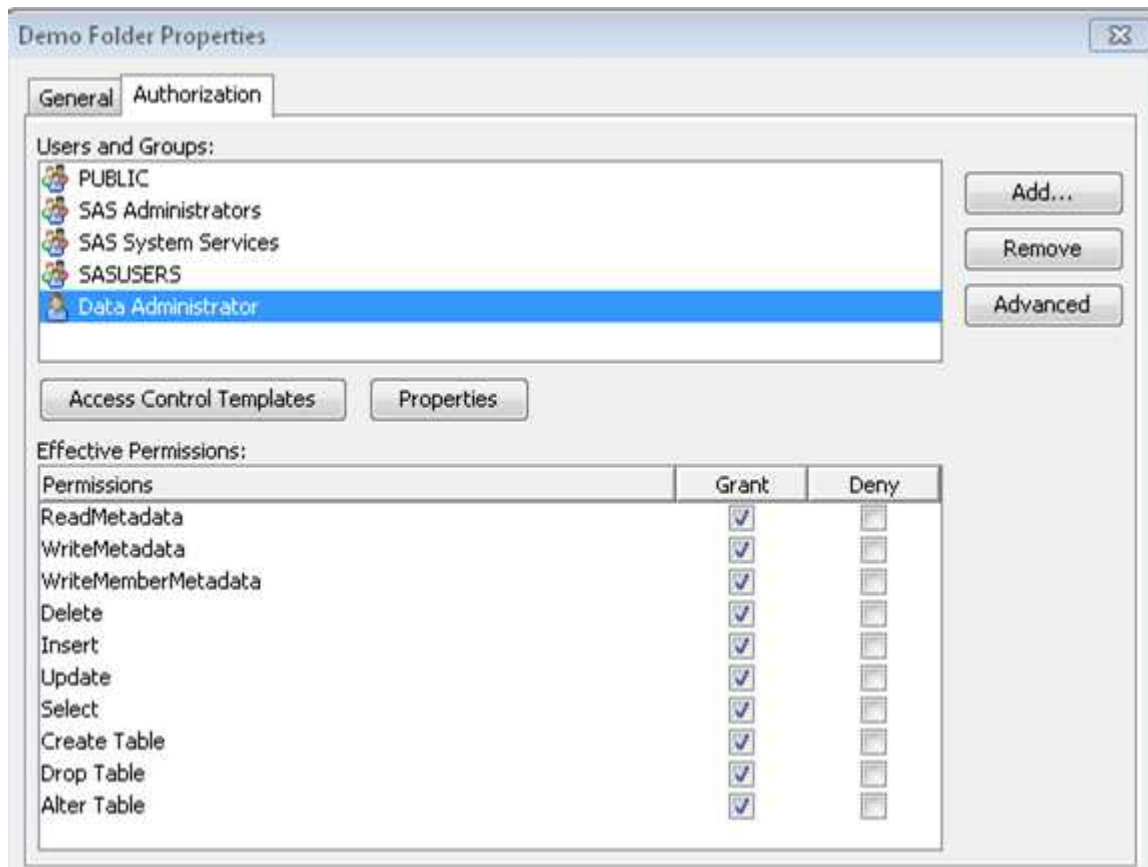 Demo Folder Properties
General Authorization
Users and Groups:
PUBLIC
SAS Administrators
SAS System Services
SASUSERS
Data Administrator
Add...
Remove
Advanced
Access Control Templates Properties
Effective Permissions:
Permissions Grant Deny
ReadMetadata
WriteMetadata
WriteMemberMetadata
Delete
Insert
Update
Select
Create Table
Drop Table
Alter Table